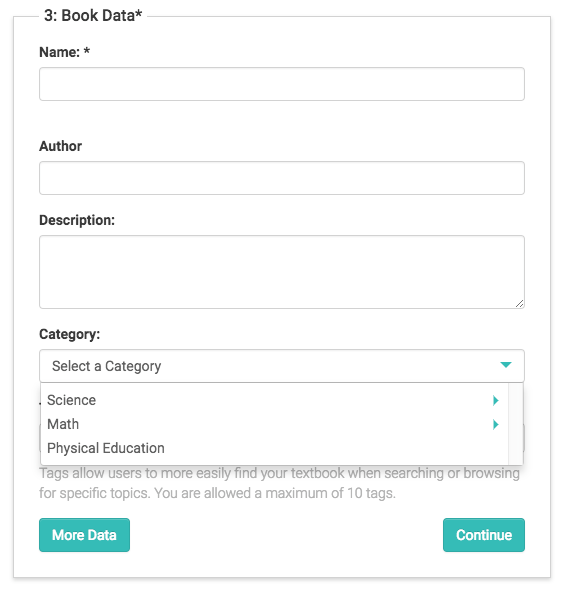 3: Book Data*
Name: *
Author
Description:
Category:
Select a Category
Science
Math
Physical Education
Tags allow users to more easily find your textbook when searching or browsing
for specific topics. You are allowed a maximum of 10 tags.
More Data
Continue